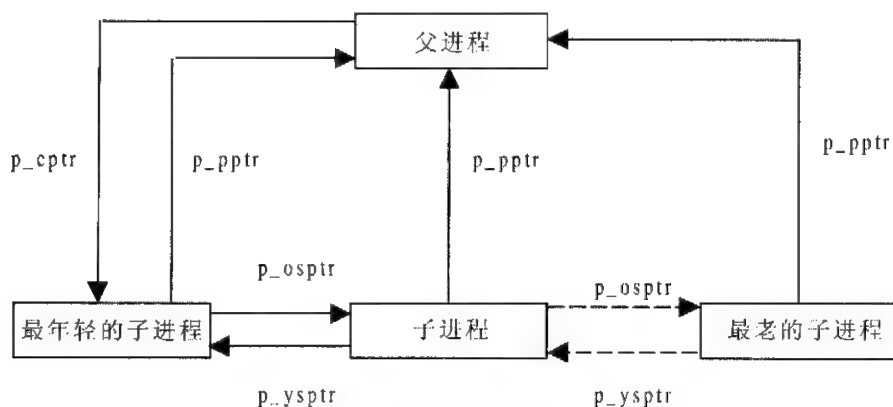 父进程
p_cptr
p_pptr
p_pptr
p_pptr
p_osptr
p_osptr
最年轻的子进程
子进程
最老的子进程
p_ysptr
p_ysptr